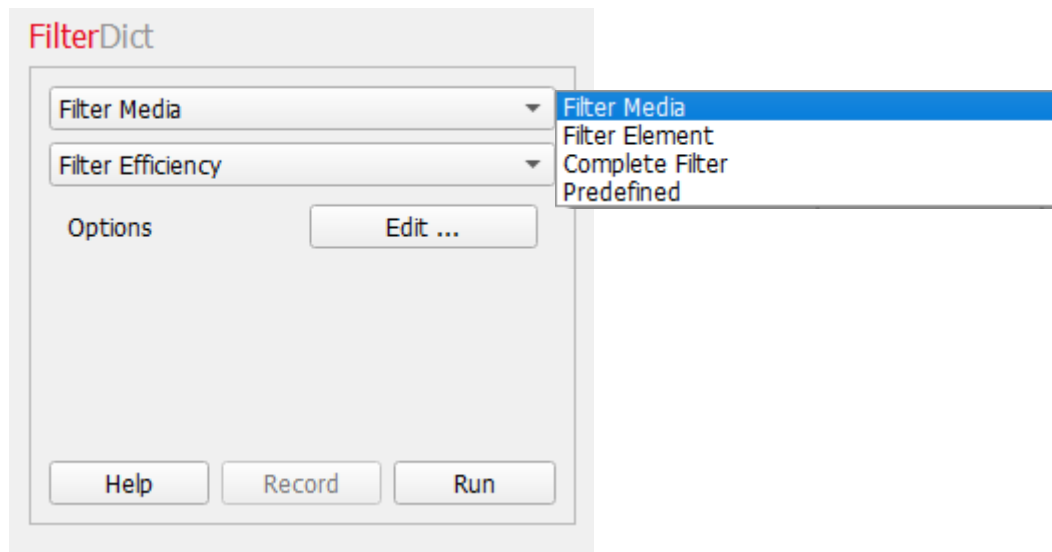 FilterDict
Filter Media
Filter Media
Filter Element
Complete Filter
Predefined
Filter Efficiency
Options
Edit ...
Help
Record
Run